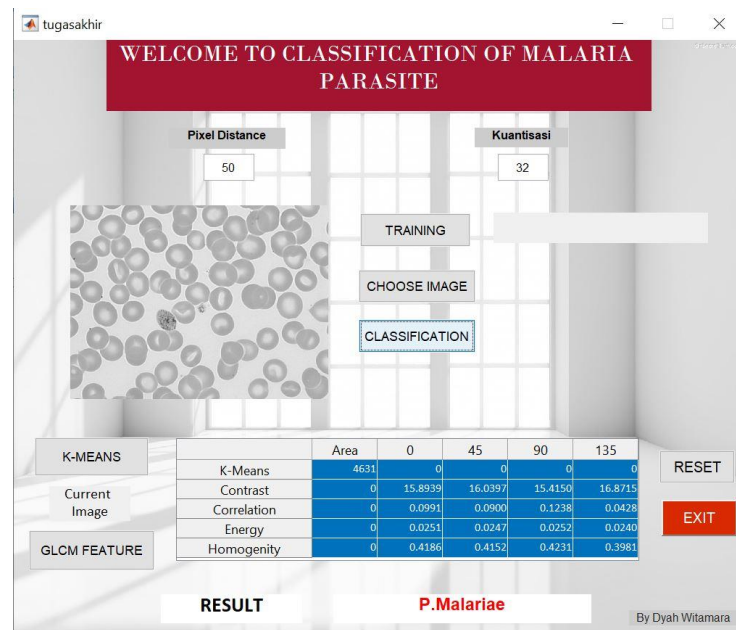 tugasakhir
WELCOME TO CLASSIFICATION OF MALARIA
PARASITE
Pixel Distance
Kuantisasi
50
32
TRAINING
CHOOSE IMAGE
CLASSIFICATION
K-MEANS
Current
Image
GLCM FEATURE
Area 0 45 90 135
K-Means 4631 0 0 0 0
Contrast 0 15.8939 16.0397 15.4150 16.8715
Correlation 0 0.0991 0.0900 0.1238 0.0428
Energy 0 0.0251 0.0247 0.0252 0.0240
Homogenity 0 0.4186 0.4152 0.4231 0.3981
RESET
EXIT
RESULT
P.Malariae
By Dyah Witamara